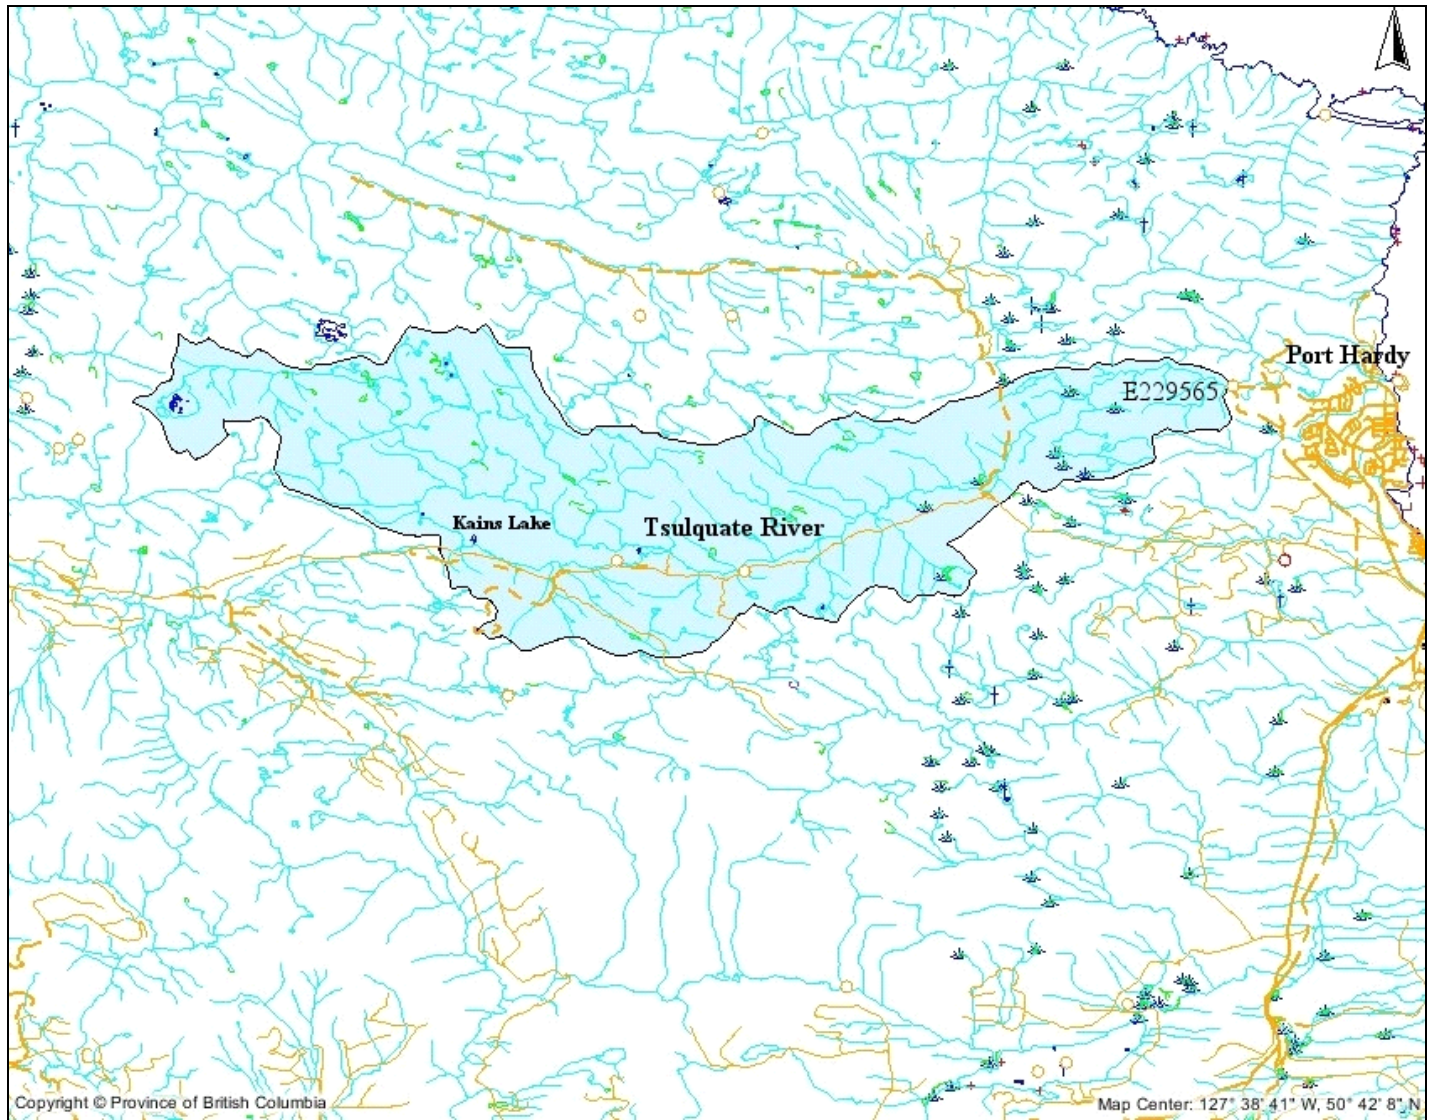 Port Hardy
E229565
Kains Lake
Tsulquate River
Copyright © Province of British Columbia
Map Center: 127° 38' 41" W, 50° 42' 8" N